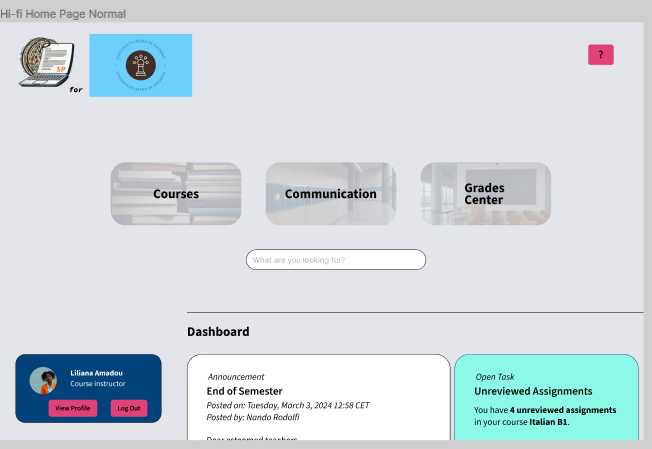 Hi-fi Home Page Normal
SP
for
?
Courses
Communication
Grades
Center
What are you looking for?
Dashboard
Liliana Amadou
Course instructor
View Profile
Log Out
Announcement
End of Semester
Posted on: Tuesday, March 3, 2024 12:58 CET
Posted by: Nando Rodolfi
Dear esteemed teachers
Open Task
Unreviewed Assignments
You have 4 unreviewed assignments
in your course Italian B1.